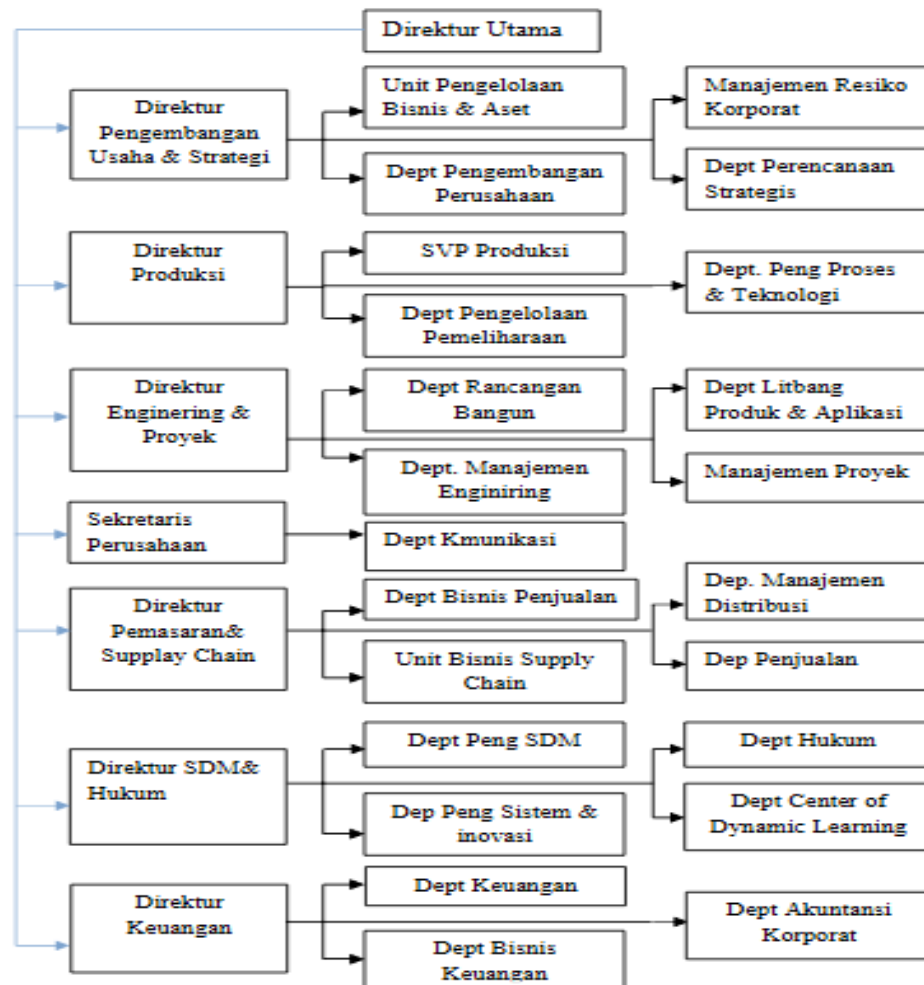 Direktur Utama
Direktur
Pengembangan
Usaha & Strategi
Unit Pengelolaan
Bisnis & Aset
Dept Pengembangan
Perusahaan
Manajemen Resiko
Korporat
Dept Perencanaan
Strategis
Direktur
Produksi
SVP Produksi
Dept Pengelolaan
Pemeliharaan
Dept. Peng Proses
& Teknologi
Direktur
Enginering &
Proyek
Dept Rancangan
Bangun
Dept. Manajemen
Enginiring
Dept Litbang
Produk & Aplikasi
Manajemen Proyek
Sekretaris
Perusahaan
Dept Kmunikasi
Direktur
Pemasaran&
Supplay Chain
Dept Bisnis Penjualan
Unit Bisnis Supply
Chain
Dep. Manajemen
Distribusi
Dep Penjualan
Direktur SDM&
Hukum
Dept Peng SDM
Dep Peng Sistem &
inovasi
Dept Hukum
Dept Center of
Dynamic Learning
Direktur
Keuangan
Dept Keuangan
Dept Bisnis
Keuangan
Dept Akuntansi
Korporat